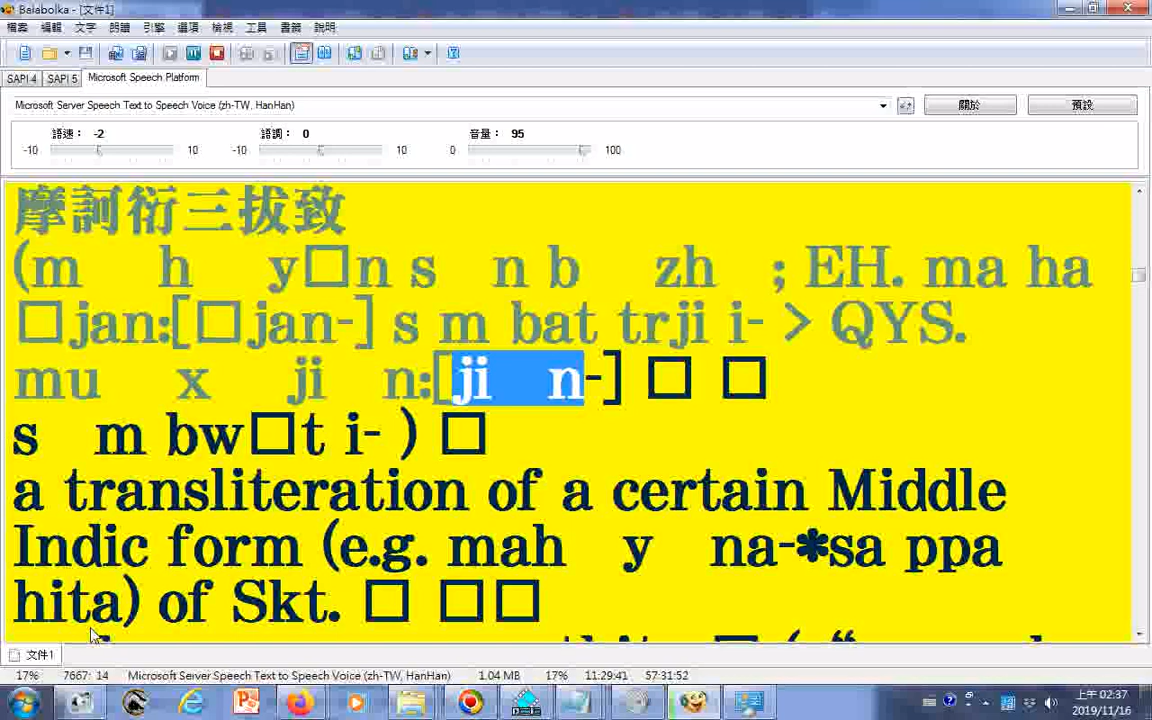 Balabolka - [文件1]
檔案 編輯 文字 朗讀 引擎 選項 檢視 工具 書籤 說明
SAPI 4 SAPI 5 Microsoft Speech Platform
Microsoft Server Speech Text to Speech Voice (zh-TW, HanHan) 關於 預設
語速： -2 語調： 0 音量： 95
-10 10 -10 10 0 100
摩訶衍三拔致
(m h y□n s n b zh ; EH. ma ha
□jan:[□jan-] s m bat trji i- > QYS.
mu x ji n:[ji n-] □ □
s m bw□t i- ) □
a transliteration of a certain Middle
Indic form (e.g. mah y na-*sa ppa
hita) of Skt. □ □□
文件1
17% 7667: 14 Microsoft Server Speech Text to Speech Voice (zh-TW, HanHan) 1.04 MB 17% 11:29:41 57:31:52
上午 02:37
2019/11/16